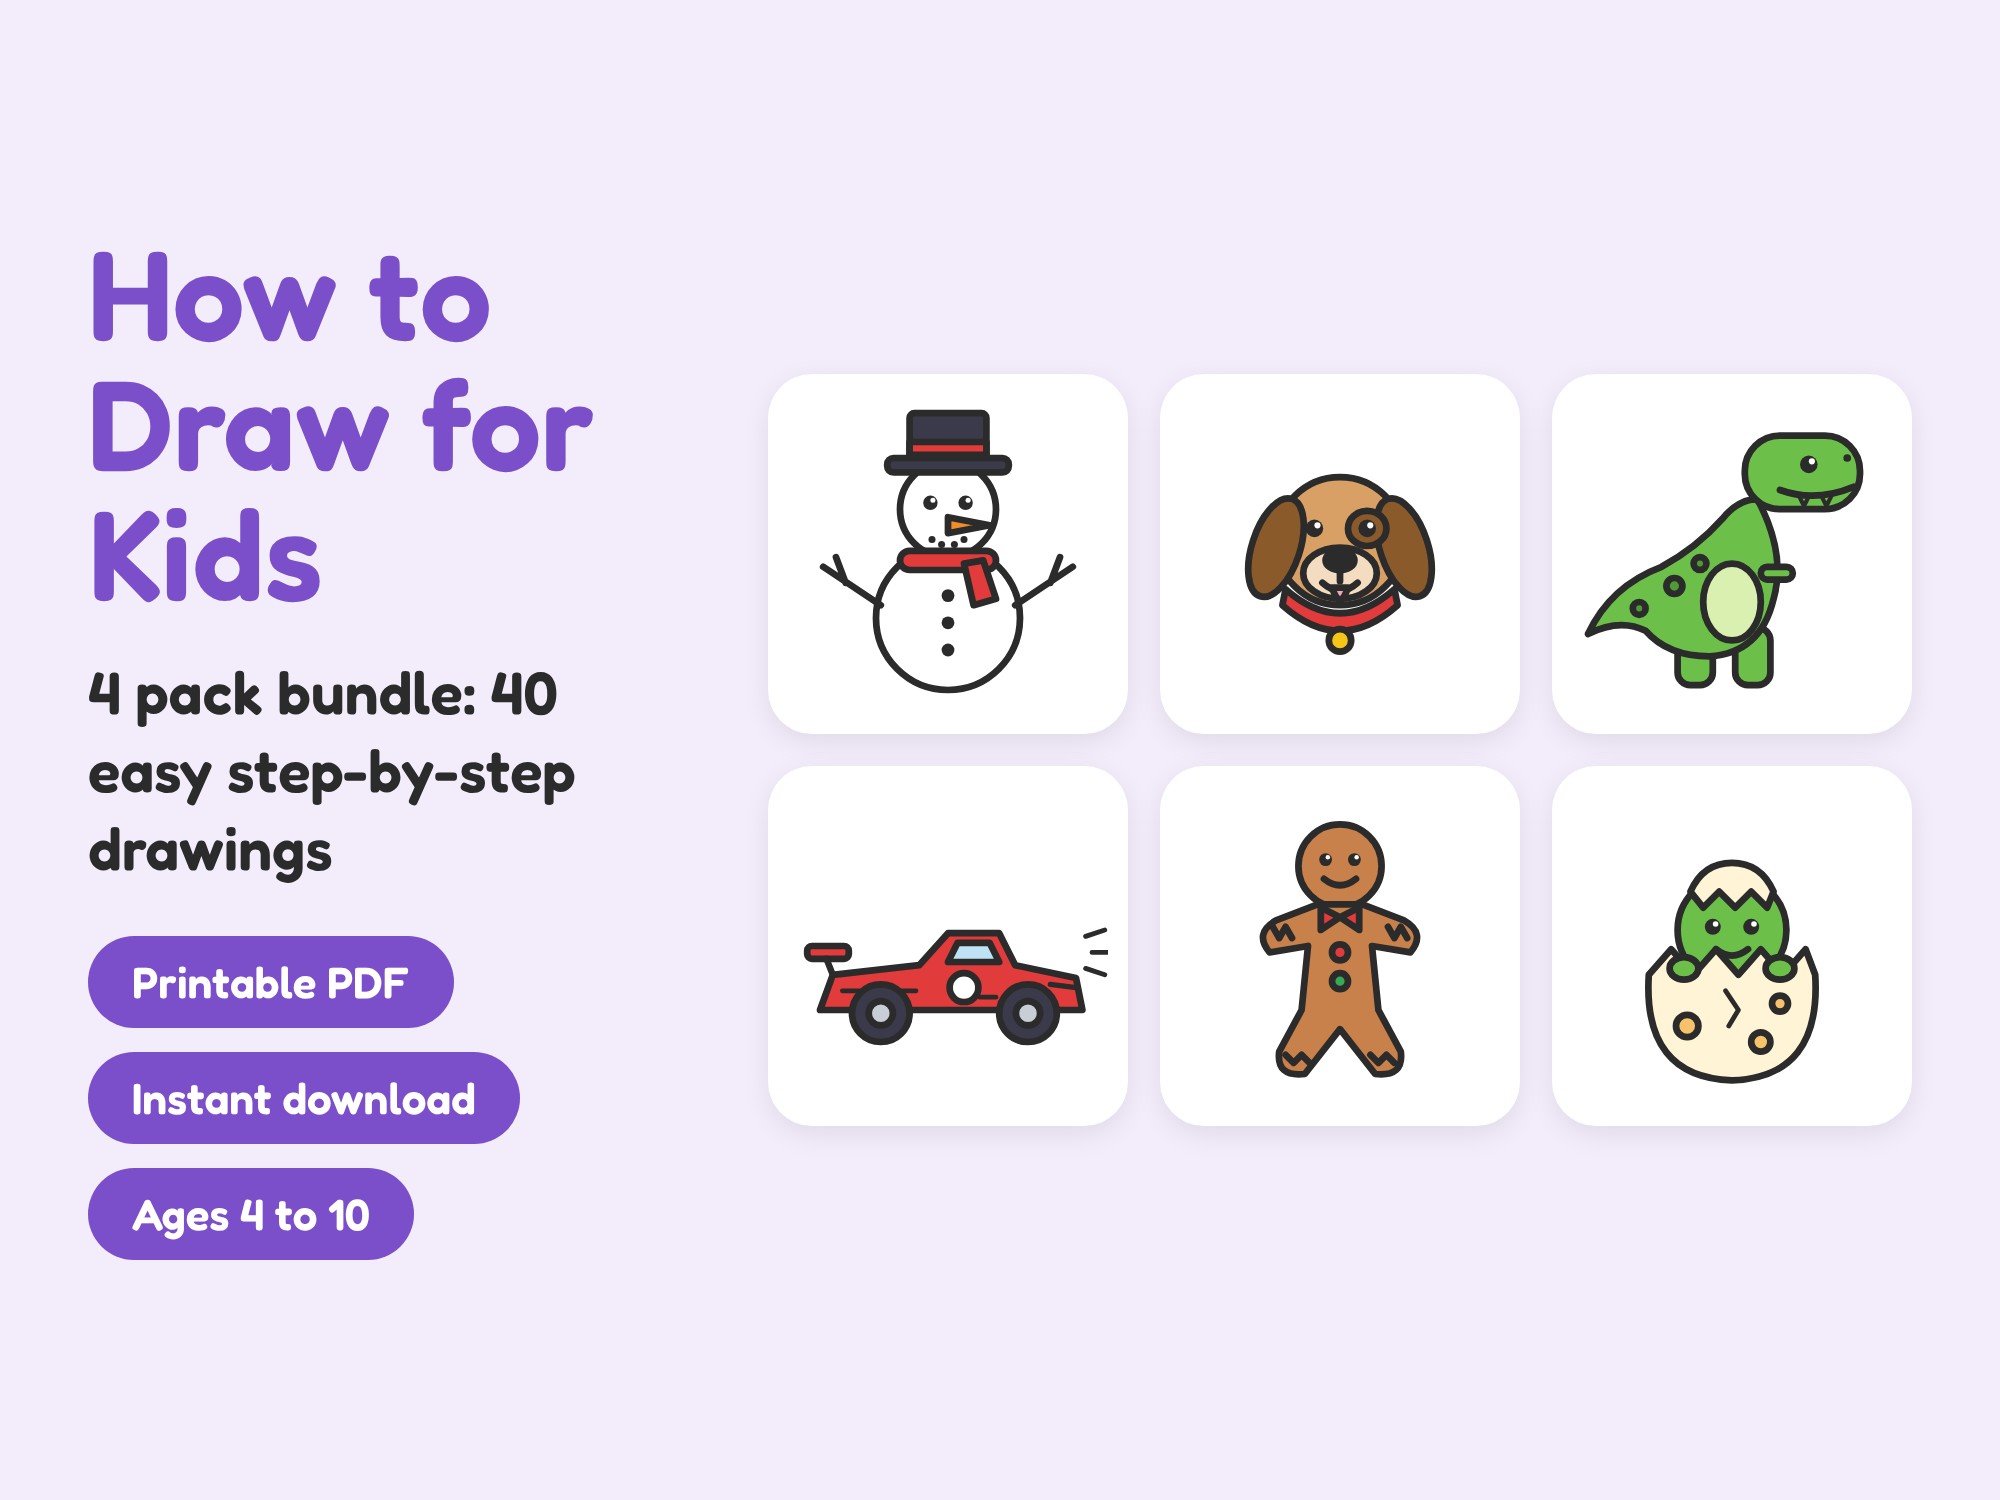 How to
Draw for
Kids
4 pack bundle: 40
easy step-by-step
drawings
Printable PDF
Instant download
Ages 4 to 10